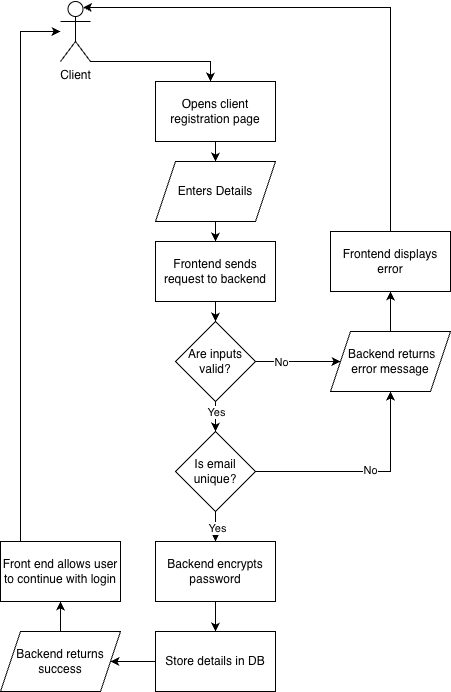 Client
Opens client
registration page
Enters Details
Frontend sends
request to backend
Frontend displays
error
Are inputs
valid?
No
Backend returns
error message
Yes
Is email
unique?
No
Yes
Front end allows user
to continue with login
Backend encrypts
password
Backend returns
success
Store details in DB